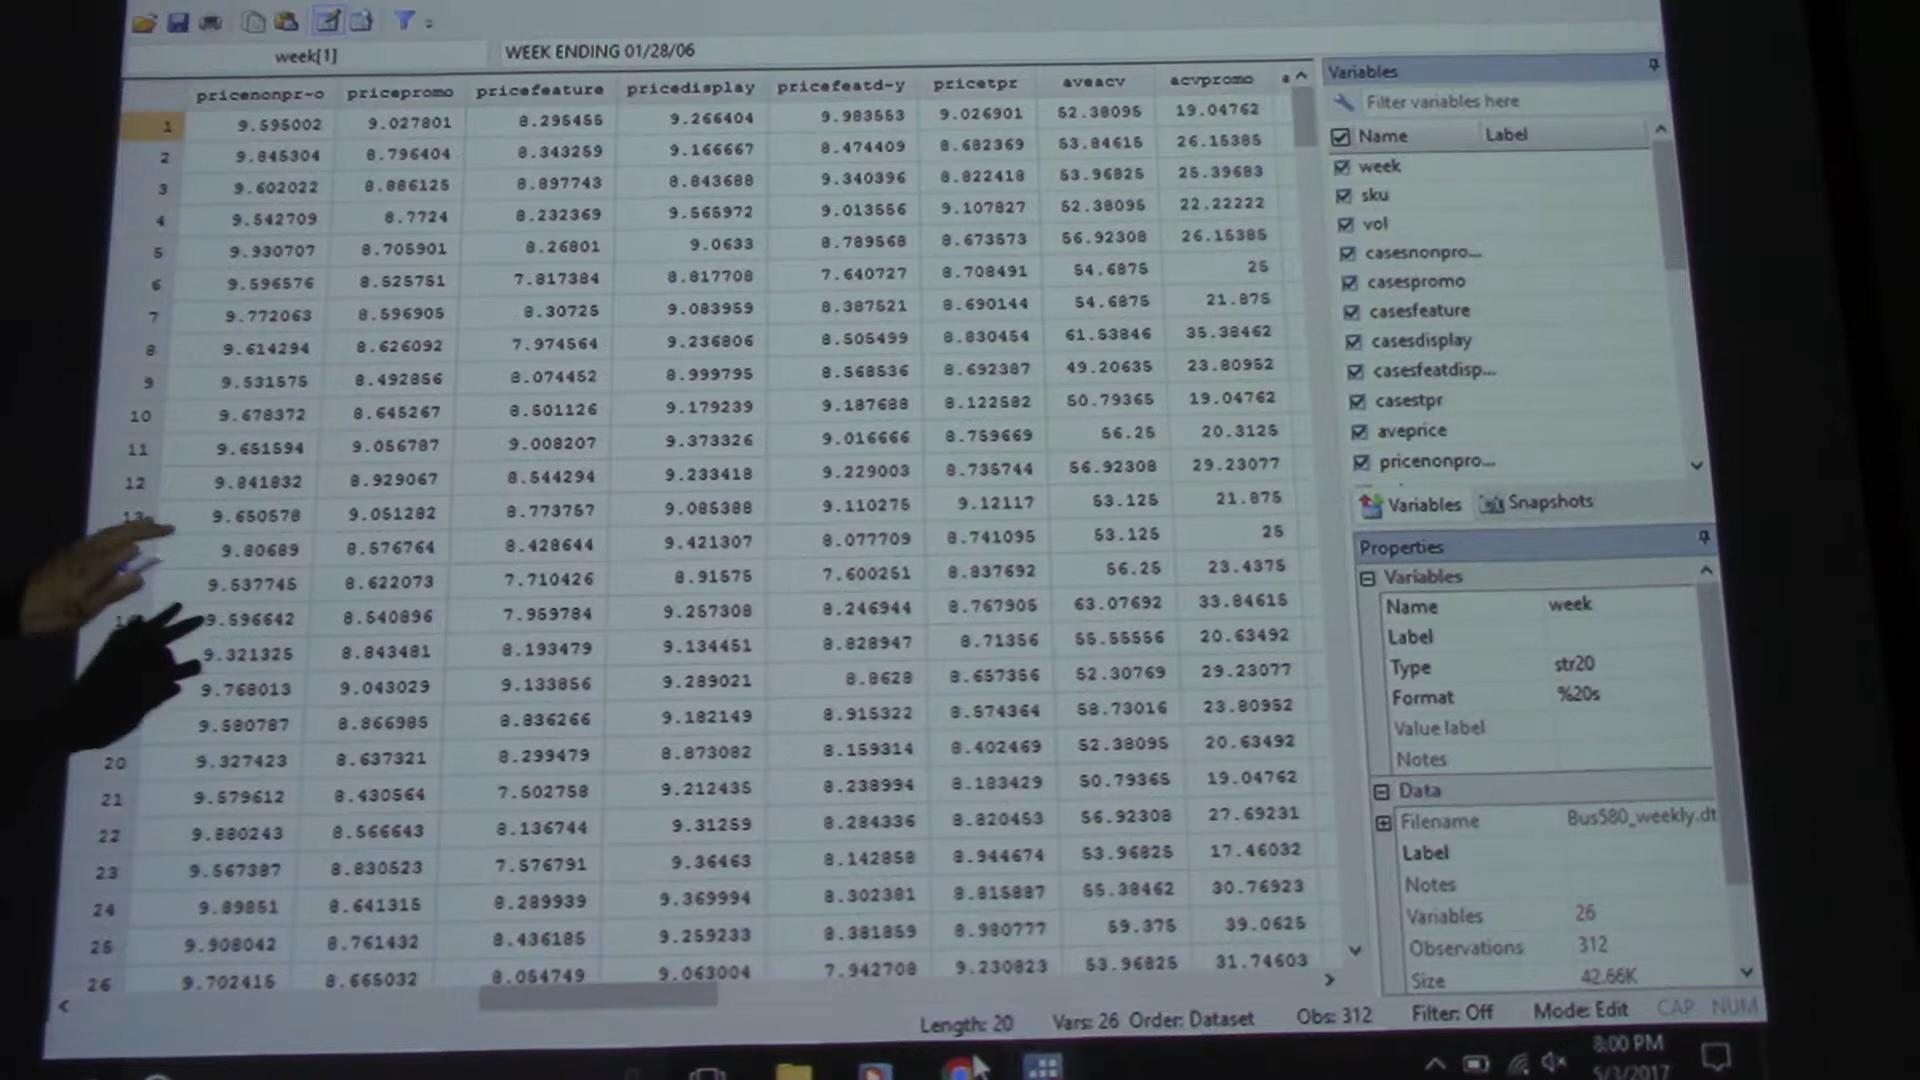 week[1] WEEK ENDING 01/28/06
pricenonpr~o pricepromo pricefeature pricedisplay pricefeatd~y pricetpr aveacv acvpromo a
1 9.595002 9.027801 8.295455 9.266404 9.983553 9.026901 52.38095 19.04762
2 9.845304 8.796404 8.343259 9.166667 8.474409 8.682369 53.84615 26.15385
3 9.602022 8.886125 8.897743 8.843688 9.340396 8.822418 53.96825 25.39683
4 9.542709 8.7724 8.232369 9.565972 9.013556 9.107827 52.38095 22.22222
5 9.930707 8.705901 8.26801 9.0633 8.789568 8.673573 56.92308 26.15385
6 9.596576 8.525751 7.817384 8.817708 7.640727 8.708491 54.6875 25
7 9.772063 8.596905 8.30725 9.083959 8.387521 8.690144 54.6875 21.875
8 9.614294 8.626092 7.974564 9.236806 8.505499 8.830454 61.53846 35.38462
9 9.531575 8.492856 8.074452 8.999795 8.568536 8.692387 49.20635 23.80952
10 9.678372 8.645267 8.501126 9.179239 9.187688 8.122582 50.79365 19.04762
11 9.651594 9.056787 9.008207 9.373326 9.016666 8.759669 56.25 20.3125
12 9.841832 8.929067 8.544294 9.233418 9.229003 8.735744 56.92308 29.23077
13 9.650578 9.051282 8.773757 9.085388 9.110275 9.12117 53.125 21.875
9.80689 8.576764 8.428644 9.421307 8.077709 8.741095 53.125 25
9.537745 8.622073 7.710426 8.91575 7.600251 8.837692 56.25 23.4375
9.596642 8.540896 7.959784 9.257308 8.246944 8.767905 63.07692 33.84615
9.321325 8.843481 8.193479 9.134451 8.828947 8.71356 55.55556 20.63492
9.768013 9.043029 9.133856 9.289021 8.8628 8.657356 52.30769 29.23077
9.580787 8.866985 8.836266 9.182149 8.915322 8.574364 58.73016 23.80952
20 9.327423 8.637321 8.299479 8.873082 8.159314 8.402469 52.38095 20.63492
21 9.579612 8.430564 7.502758 9.212435 8.238994 8.183429 50.79365 19.04762
22 9.880243 8.566643 8.136744 9.31259 8.284336 8.820453 56.92308 27.69231
23 9.567387 8.830523 7.576791 9.36463 8.142858 8.944674 53.96825 17.46032
24 9.89851 8.641315 8.289939 9.369994 8.302381 8.815887 55.38462 30.76923
25 9.908042 8.761432 8.436185 9.259233 8.381859 8.980777 59.375 39.0625
26 9.702415 8.665032 8.054749 9.063004 7.942708 9.230823 53.96825 31.74603
Length: 20 Vars: 26 Order: Dataset Obs: 312 Filter: Off Mode: Edit CAP NUM
Variables
Filter variables here
Name Label
week
sku
vol
casesnonpro...
casespromo
casesfeature
casesdisplay
casesfeatdisp...
casestpr
aveprice
pricenonpro...
Variables Snapshots
Properties
Variables
Name week
Label
Type str20
Format %20s
Value label
Notes
Data
Filename Bus580_weekly.dt
Label
Notes
Variables 26
Observations 312
Size 42.66K
8:00 PM
5/3/2017